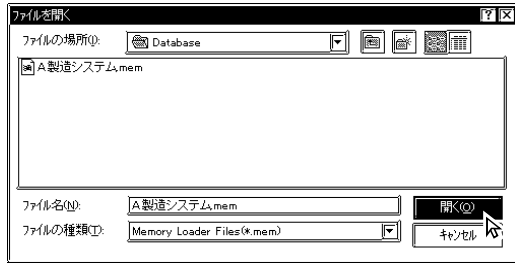 ファイルを開く
ファイルの場所(I):
Database
A製造システム.mem
ファイル名(N):
A製造システム.mem
開く(O)
ファイルの種類(T):
Memory Loader Files(*.mem)
キャンセル